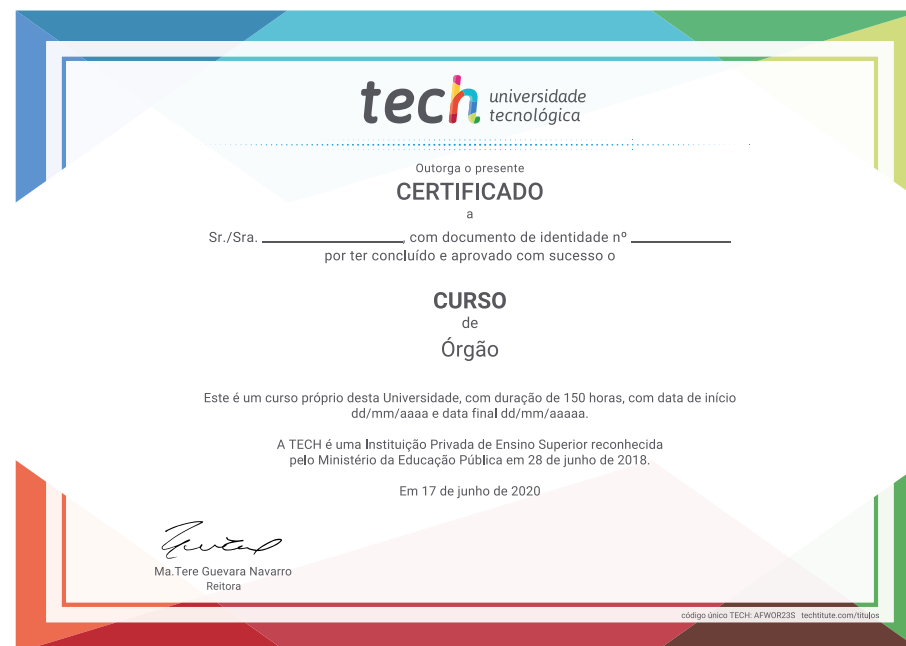 tech universidade
tecnológica
Outorga o presente
CERTIFICADO
a
Sr./Sra. ____________________, com documento de identidade nº ______________
por ter concluído e aprovado com sucesso o
CURSO
de
Órgão
Este é um curso próprio desta Universidade, com duração de 150 horas, com data de início
dd/mm/aaaa e data final dd/mm/aaaaa.
A TECH é uma Instituição Privada de Ensino Superior reconhecida
pelo Ministério da Educação Pública em 28 de junho de 2018.
Em 17 de junho de 2020
Ma.Tere Guevara Navarro
Reitora
código único TECH: AFWOR23S techtitute.com/títulos